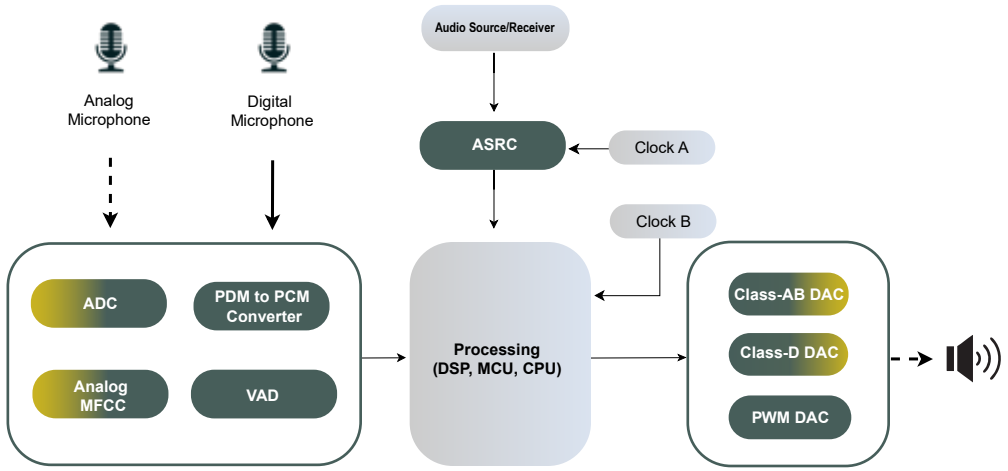 Audio Source/Receiver
Analog
Microphone
Digital
Microphone
ASRC
Clock A
Clock B
ADC
PDM to PCM
Converter
Analog
MFCC
VAD
Processing
(DSP, MCU, CPU)
Class-AB DAC
Class-D DAC
PWM DAC